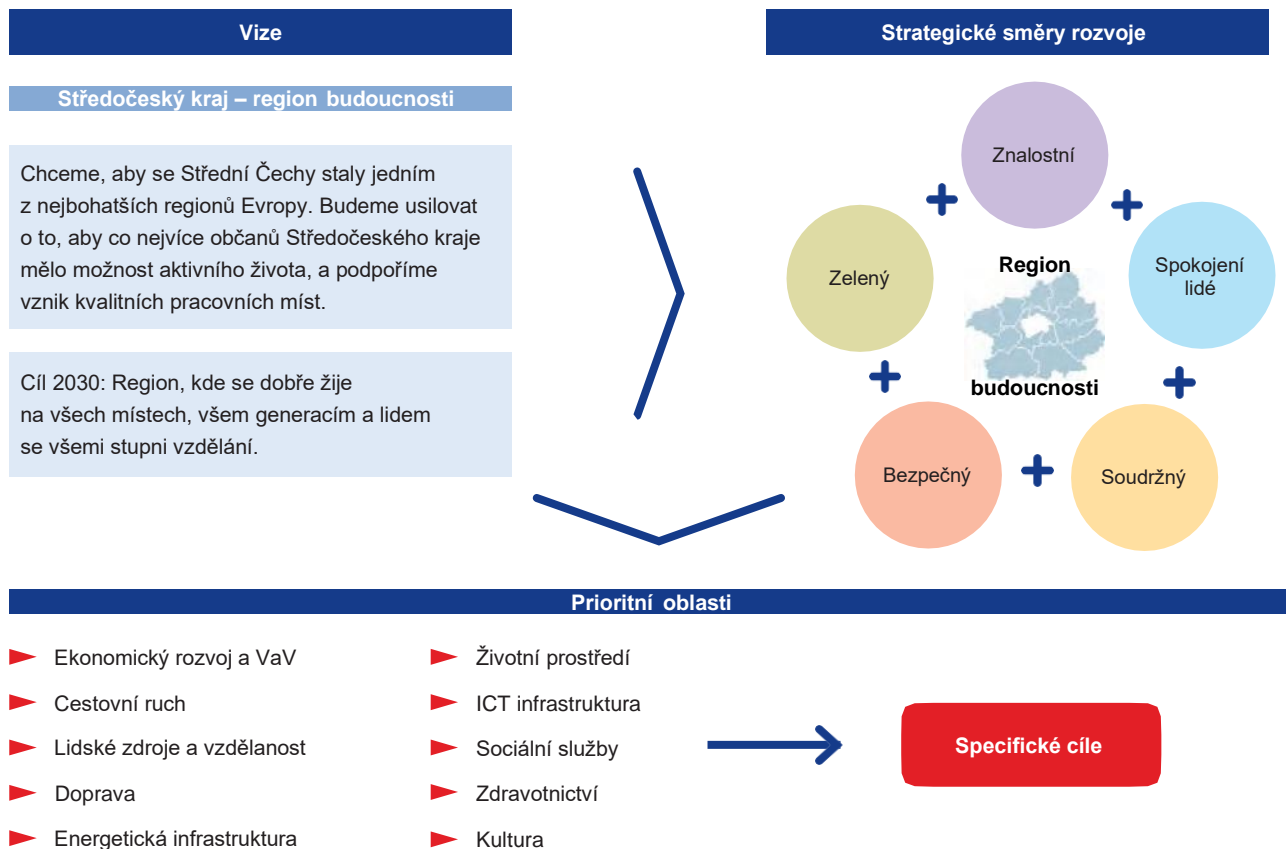 Vize
Středočeský kraj – region budoucnosti
Chceme, aby se Střední Čechy staly jedním
z nejbohatších regionů Evropy. Budeme usilovat
o to, aby co nejvíce občanů Středočeského kraje
mělo možnost aktivního života, a podpoříme
vznik kvalitních pracovních míst.
Cíl 2030: Region, kde se dobře žije
na všech místech, všem generacím a lidem
se všemi stupni vzdělání.
Strategické směry rozvoje
Znalostní
Zelený
Region
budoucnosti
Spokojení
lidé
Bezpečný
Soudržný
Prioritní oblasti
Ekonomický rozvoj a VaV
Cestovní ruch
Lidské zdroje a vzdělanost
Doprava
Energetická infrastruktura
Životní prostředí
ICT infrastruktura
Sociální služby
Zdravotnictví
Kultura
Specifické cíle